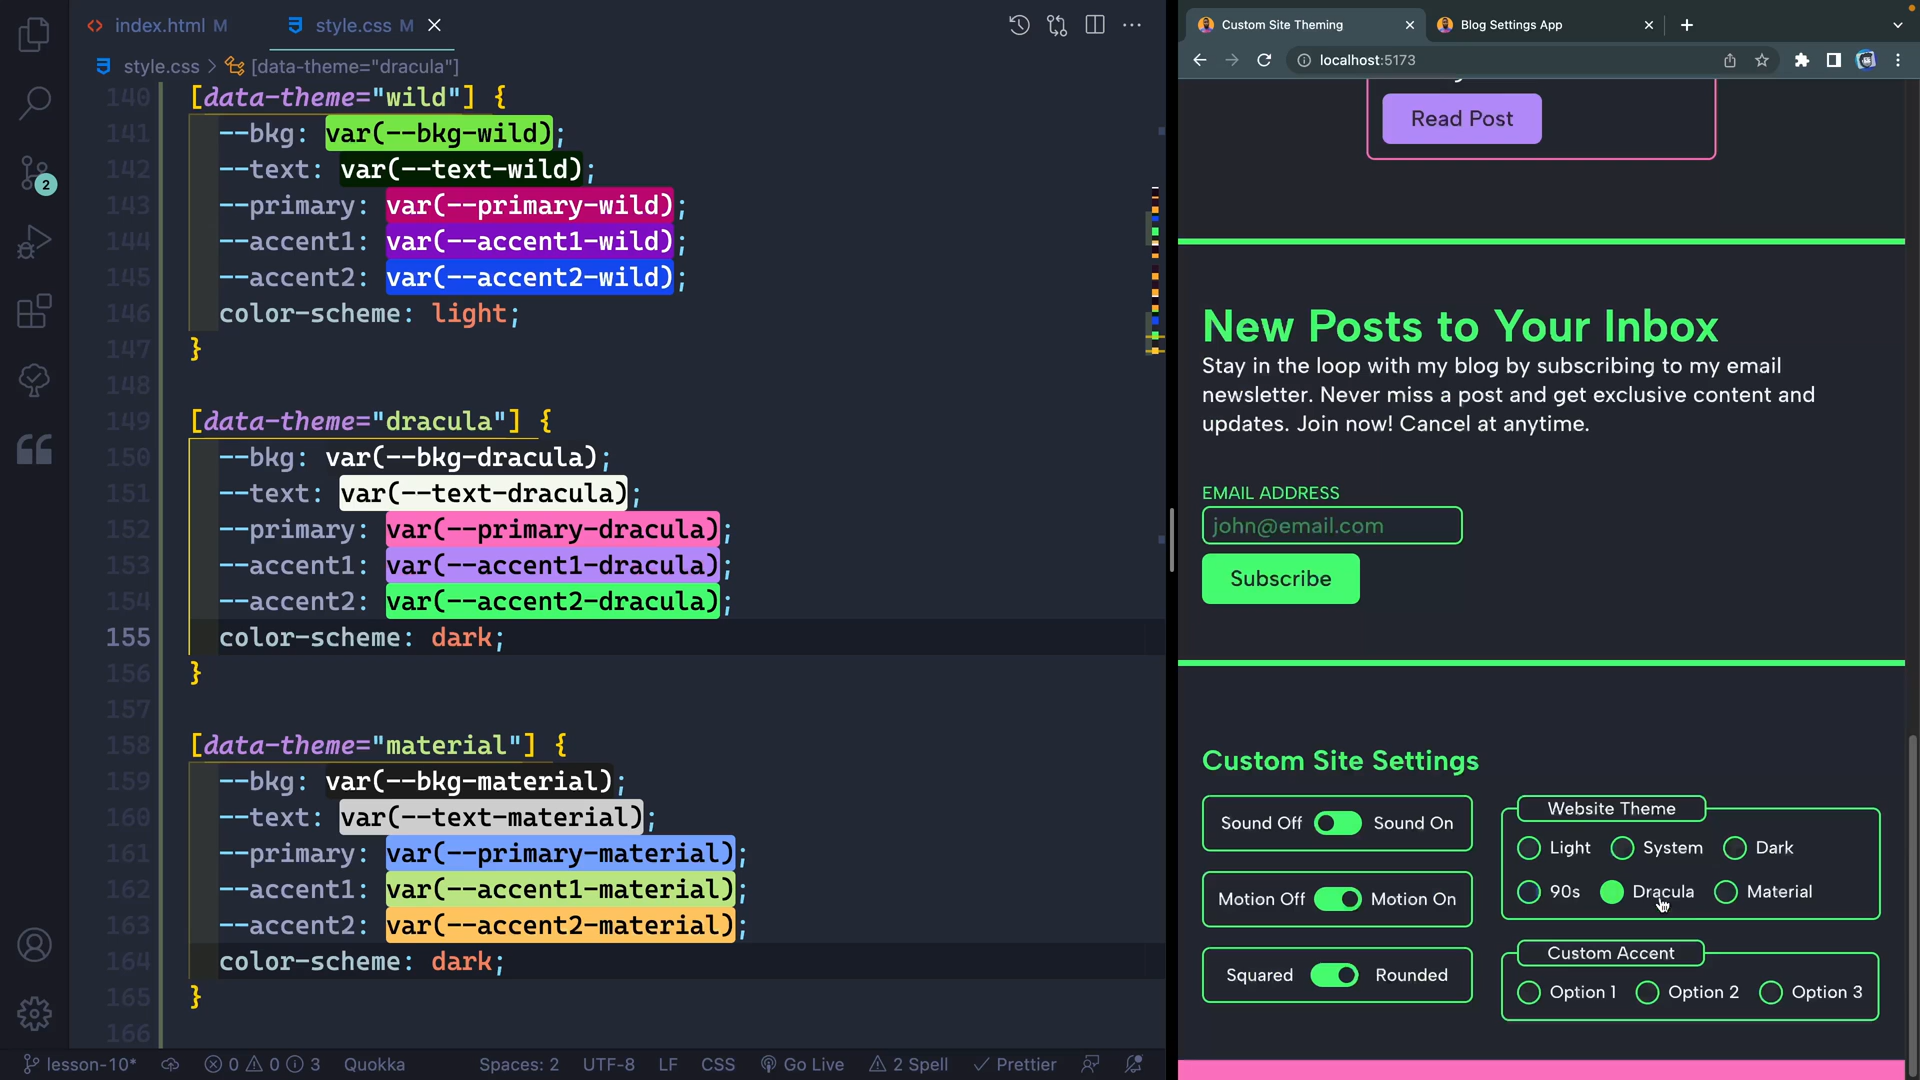 index.html M
style.css M
style.css > [data-theme="dracula"]
140 [data-theme="wild"] {
141 --bkg: var(--bkg-wild);
142 --text: var(--text-wild);
143 --primary: var(--primary-wild);
144 --accent1: var(--accent1-wild);
145 --accent2: var(--accent2-wild);
146 color-scheme: light;
147 }
148
149 [data-theme="dracula"] {
150 --bkg: var(--bkg-dracula);
151 --text: var(--text-dracula);
152 --primary: var(--primary-dracula);
153 --accent1: var(--accent1-dracula);
154 --accent2: var(--accent2-dracula);
155 color-scheme: dark;
156 }
157
158 [data-theme="material"] {
159 --bkg: var(--bkg-material);
160 --text: var(--text-material);
161 --primary: var(--primary-material);
162 --accent1: var(--accent1-material);
163 --accent2: var(--accent2-material);
164 color-scheme: dark;
165 }
166
2
lesson-10* 0 0 3 Quokka Spaces: 2 UTF-8 LF CSS Go Live 2 Spell Prettier
Custom Site Theming
Blog Settings App
localhost:5173
Read Post
New Posts to Your Inbox
Stay in the loop with my blog by subscribing to my email
newsletter. Never miss a post and get exclusive content and
updates. Join now! Cancel at anytime.
EMAIL ADDRESS
john@email.com
Subscribe
Custom Site Settings
Sound Off Sound On
Motion Off Motion On
Squared Rounded
Website Theme
Light System Dark
90s Dracula Material
Custom Accent
Option 1 Option 2 Option 3